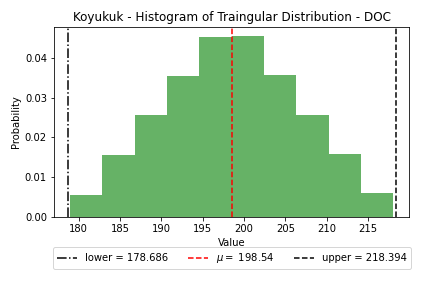 Koyukuk - Histogram of Traingular Distribution - DOC
Probability
0.04
0.03
0.02
0.01
0.00
180 185 190 195 200 205 210 215
Value
lower = 178.686 μ = 198.54 upper = 218.394